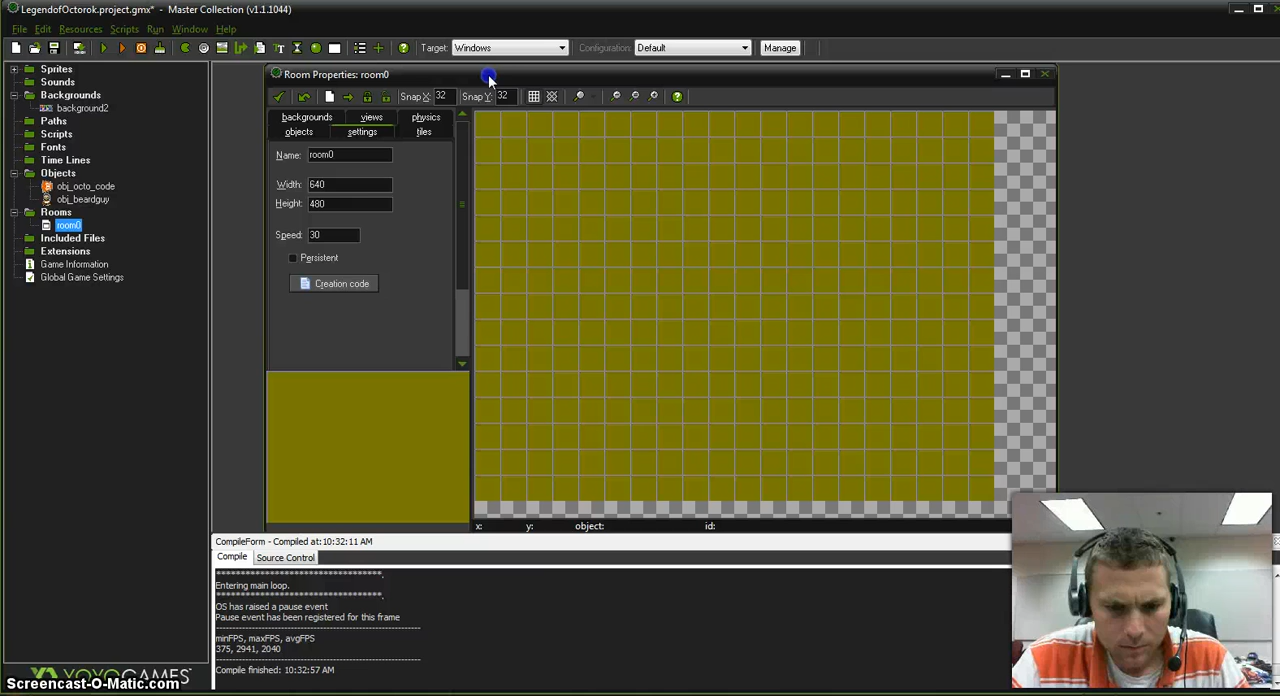 LegendofOctorok.project.gmx* - Master Collection (v1.1.1044)
File Edit Resources Scripts Run Window Help
Target: Windows Configuration: Default Manage
Sprites
Sounds
Backgrounds
background2
Paths
Scripts
Fonts
Time Lines
Objects
obj_octo_code
obj_beardguy
Rooms
room0
Included Files
Extensions
Game Information
Global Game Settings
Room Properties: room0
Snap X: 32 Snap Y: 32
backgrounds views physics
objects settings tiles
Name: room0
Width: 640
Height: 480
Speed: 30
Persistent
Creation code
x: y: object: id:
CompileForm - Compiled at:10:32:11 AM
Compile Source Control
***********************************.
Entering main loop.
***********************************.
OS has raised a pause event
Pause event has been registered for this frame
minFPS, maxFPS, avgFPS
375, 2941, 2040
Compile finished: 10:32:57 AM
YOYOGAMES
Screencast-O-Matic.com